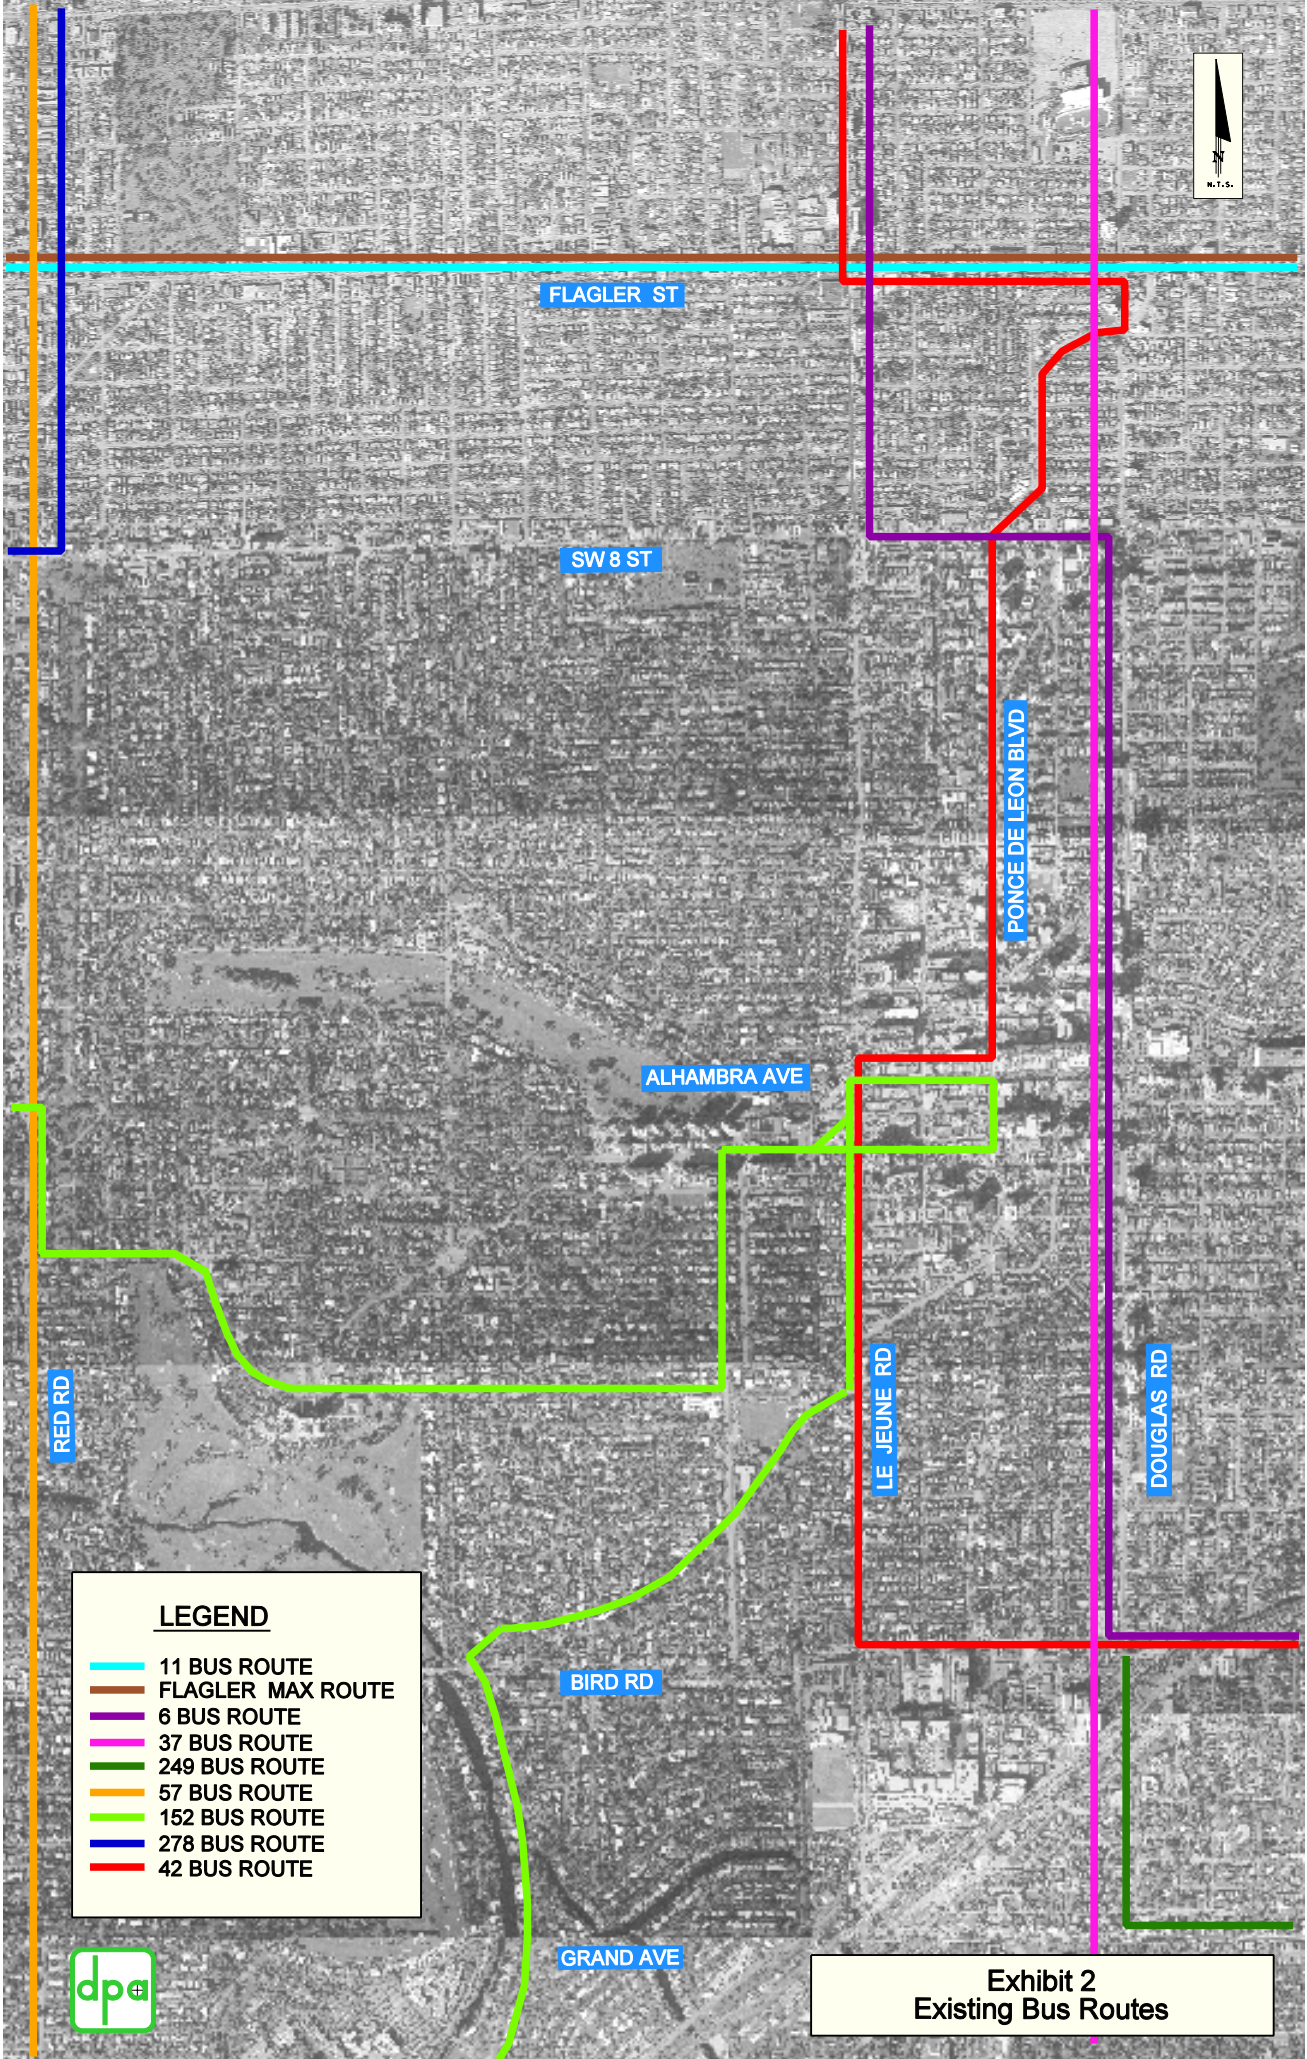 N
N.T.S.
FLAGLER ST
SW 8 ST
PONCE DE LEON BLVD
ALHAMBRA AVE
RED RD
LE JEUNE RD
DOUGLAS RD
BIRD RD
GRAND AVE
LEGEND
11 BUS ROUTE
FLAGLER MAX ROUTE
6 BUS ROUTE
37 BUS ROUTE
249 BUS ROUTE
57 BUS ROUTE
152 BUS ROUTE
278 BUS ROUTE
42 BUS ROUTE
dpa
Exhibit 2
Existing Bus Routes